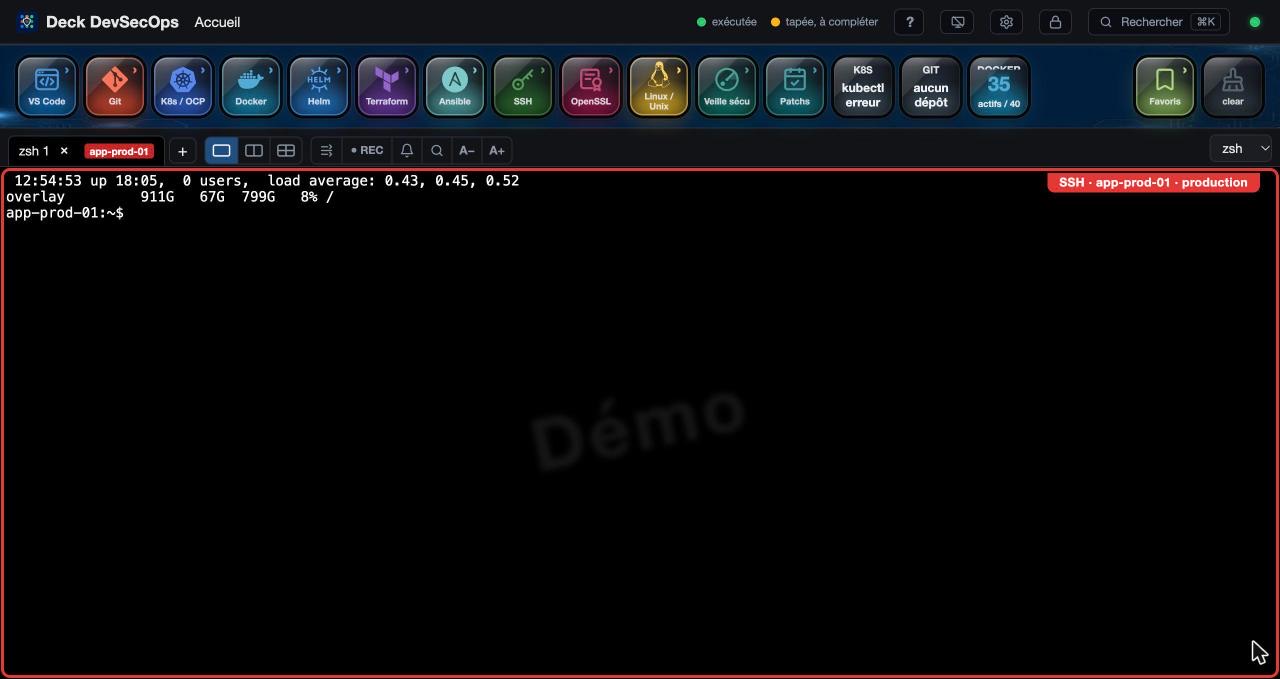 Deck DevSecOps Accueil
exécutée tapée, à compléter ? Rechercher ⌘K
VS Code
Git
K8s / OCP
Docker
HELM
Helm
Terraform
Ansible
SSH
OpenSSL
Linux /
Unix
Veille sécu
Patchs
K8S
kubectl
erreur
GIT
aucun
dépôt
DOCKER
35
actifs / 40
Favoris
clear
zsh 1 × app-prod-01 + REC A− A+ zsh
12:54:53 up 18:05,  0 users,  load average: 0.43, 0.45, 0.52
SSH · app-prod-01 · production
overlay         911G   67G  799G   8% /
app-prod-01:~$
Démo